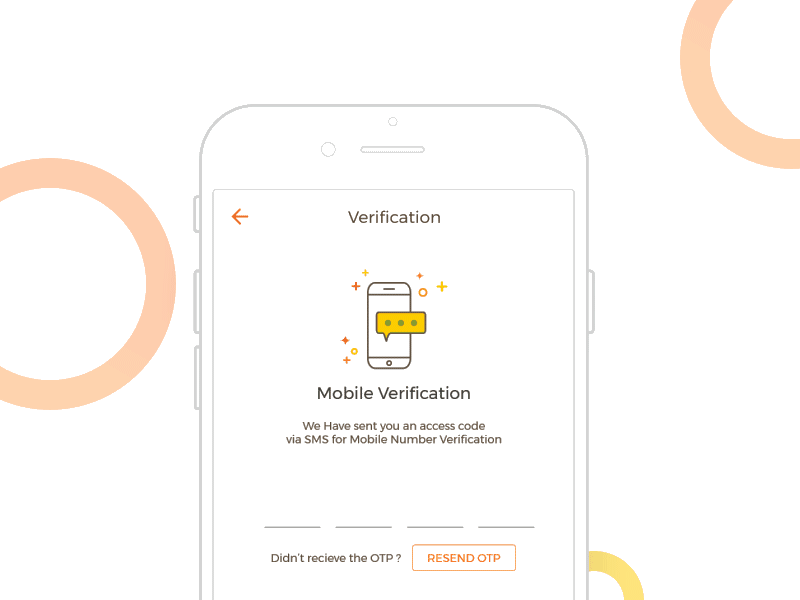 Verification
Mobile Verification
We Have sent you an access code
via SMS for Mobile Number Verification
Didn't recieve the OTP ? RESEND OTP